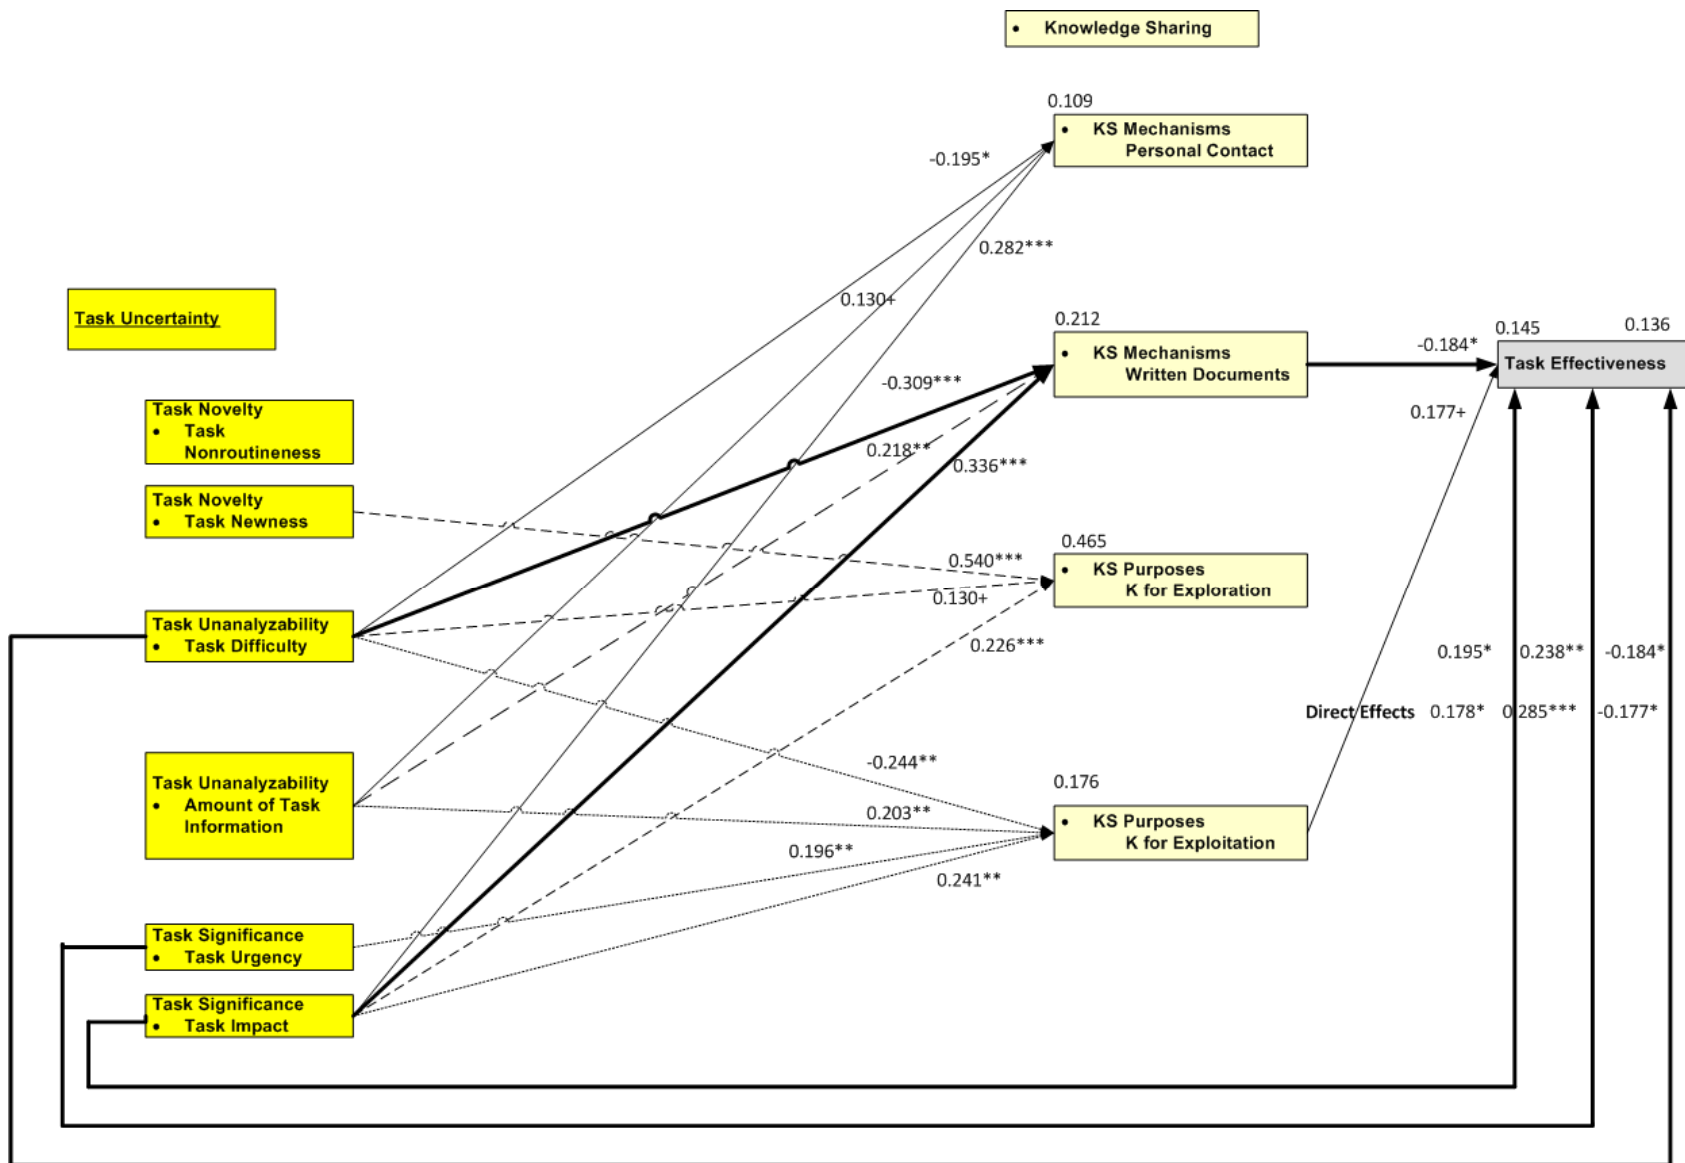 • Knowledge Sharing
0.109
• KS Mechanisms
Personal Contact
-0.195*
0.282***
0.130+
Task Uncertainty
0.212
• KS Mechanisms
Written Documents
-0.184*
0.145
0.136
Task Effectiveness
-0.309***
0.177+
Task Novelty
• Task
Nonroutineness
0.218**
0.336***
Task Novelty
• Task Newness
0.465
• KS Purposes
K for Exploration
0.540***
0.130+
Task Unanalyzability
• Task Difficulty
0.226***
0.195*
0.238**
-0.184*
Direct Effects
0.178*
0.285***
-0.177*
-0.244**
0.176
Task Unanalyzability
• Amount of Task
Information
0.203**
• KS Purposes
K for Exploitation
0.196**
0.241**
Task Significance
• Task Urgency
Task Significance
• Task Impact